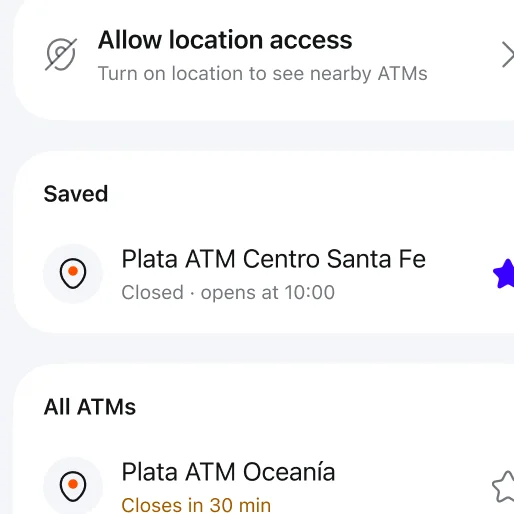 Allow location access
Turn on location to see nearby ATMs
Saved
Plata ATM Centro Santa Fe
Closed · opens at 10:00
All ATMs
Plata ATM Oceanía
Closes in 30 min